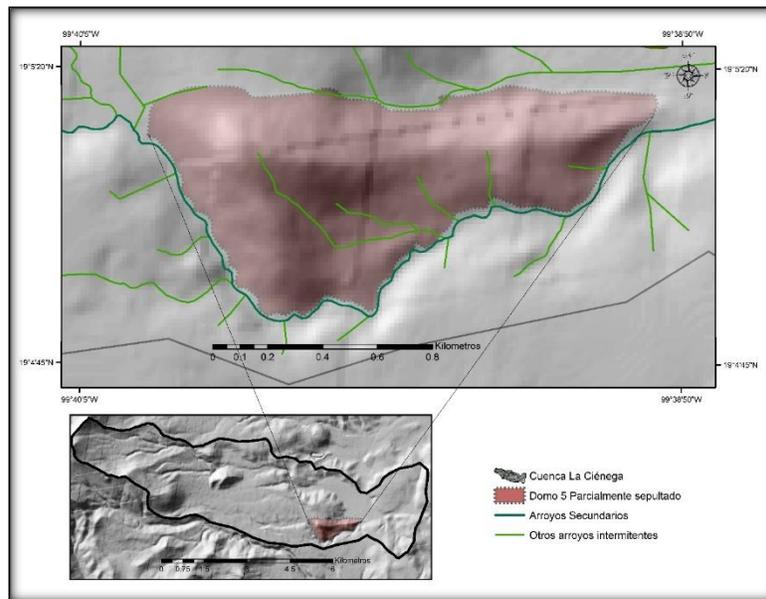 99°40'5"W 99°38'50"W
19°5'20"N 19°5'20"N
Kilometros
0 0.1 0.2 0.4 0.6 0.8
19°4'45"N 19°4'45"N
99°40'5"W 99°38'50"W
Cuenca La Ciénega
Domo 5 Parcialmente sepultado
Arroyos Secundarios
Otros arroyos intermitentes
Kilometros
0 0.75 1.5 3 4.5 6